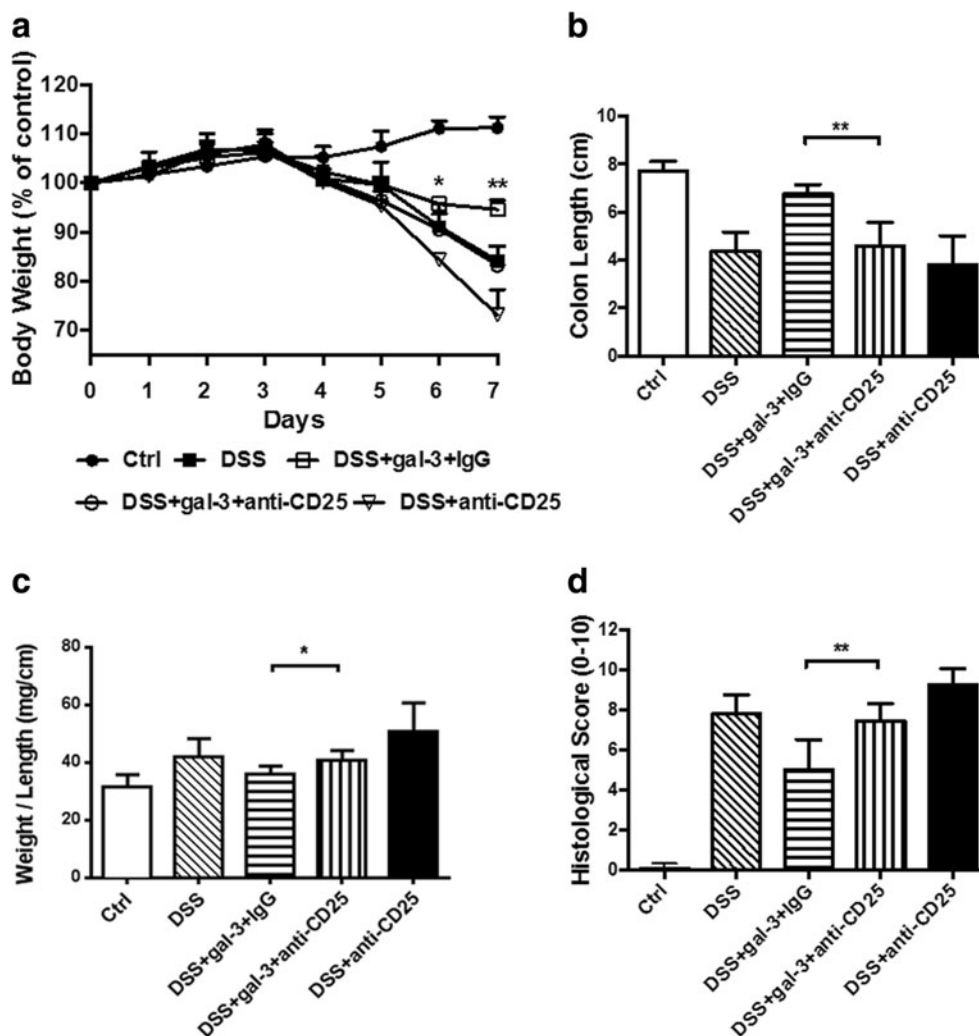 a
120
110
100
90
80
70
Body Weight (% of control)
* **
0 1 2 3 4 5 6 7
Days
Ctrl DSS DSS+gal-3+IgG
DSS+gal-3+anti-CD25 DSS+anti-CD25
b
10
8
6
4
2
0
Colon Length (cm)
**
Ctrl
DSS
DSS+gal-3+IgG
DSS+gal-3+anti-CD25
DSS+anti-CD25
c
80
60
40
20
0
Weight / Length (mg/cm)
*
Ctrl
DSS
DSS+gal-3+IgG
DSS+gal-3+anti-CD25
DSS+anti-CD25
d
12
10
8
6
4
2
0
Histological Score (0-10)
**
Ctrl
DSS
DSS+gal-3+IgG
DSS+gal-3+anti-CD25
DSS+anti-CD25